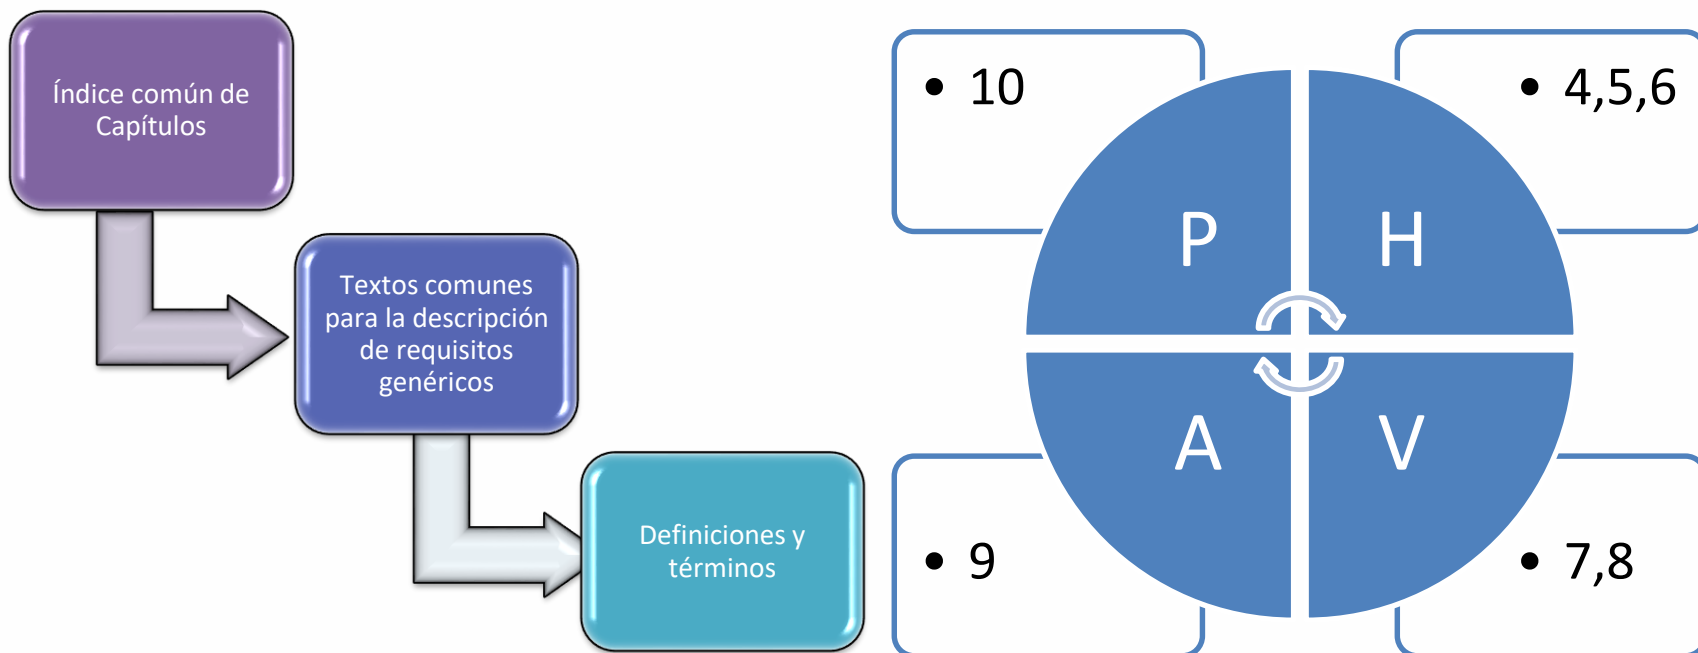 Índice común de
Capítulos
Textos comunes
para la descripción
de requisitos
genéricos
Definiciones y
términos
• 10
• 4,5,6
P
H
A
V
• 9
• 7,8